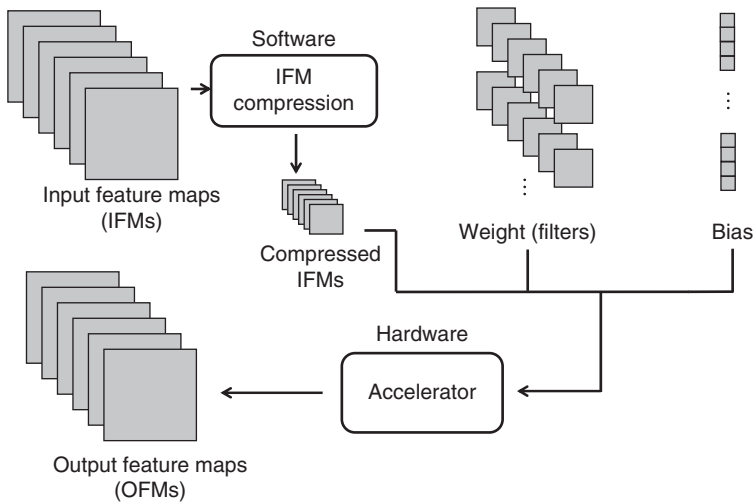 Software
IFM
compression
Input feature maps
(IFMs)
Compressed
IFMs
Weight (filters)
Bias
Hardware
Accelerator
Output feature maps
(OFMs)